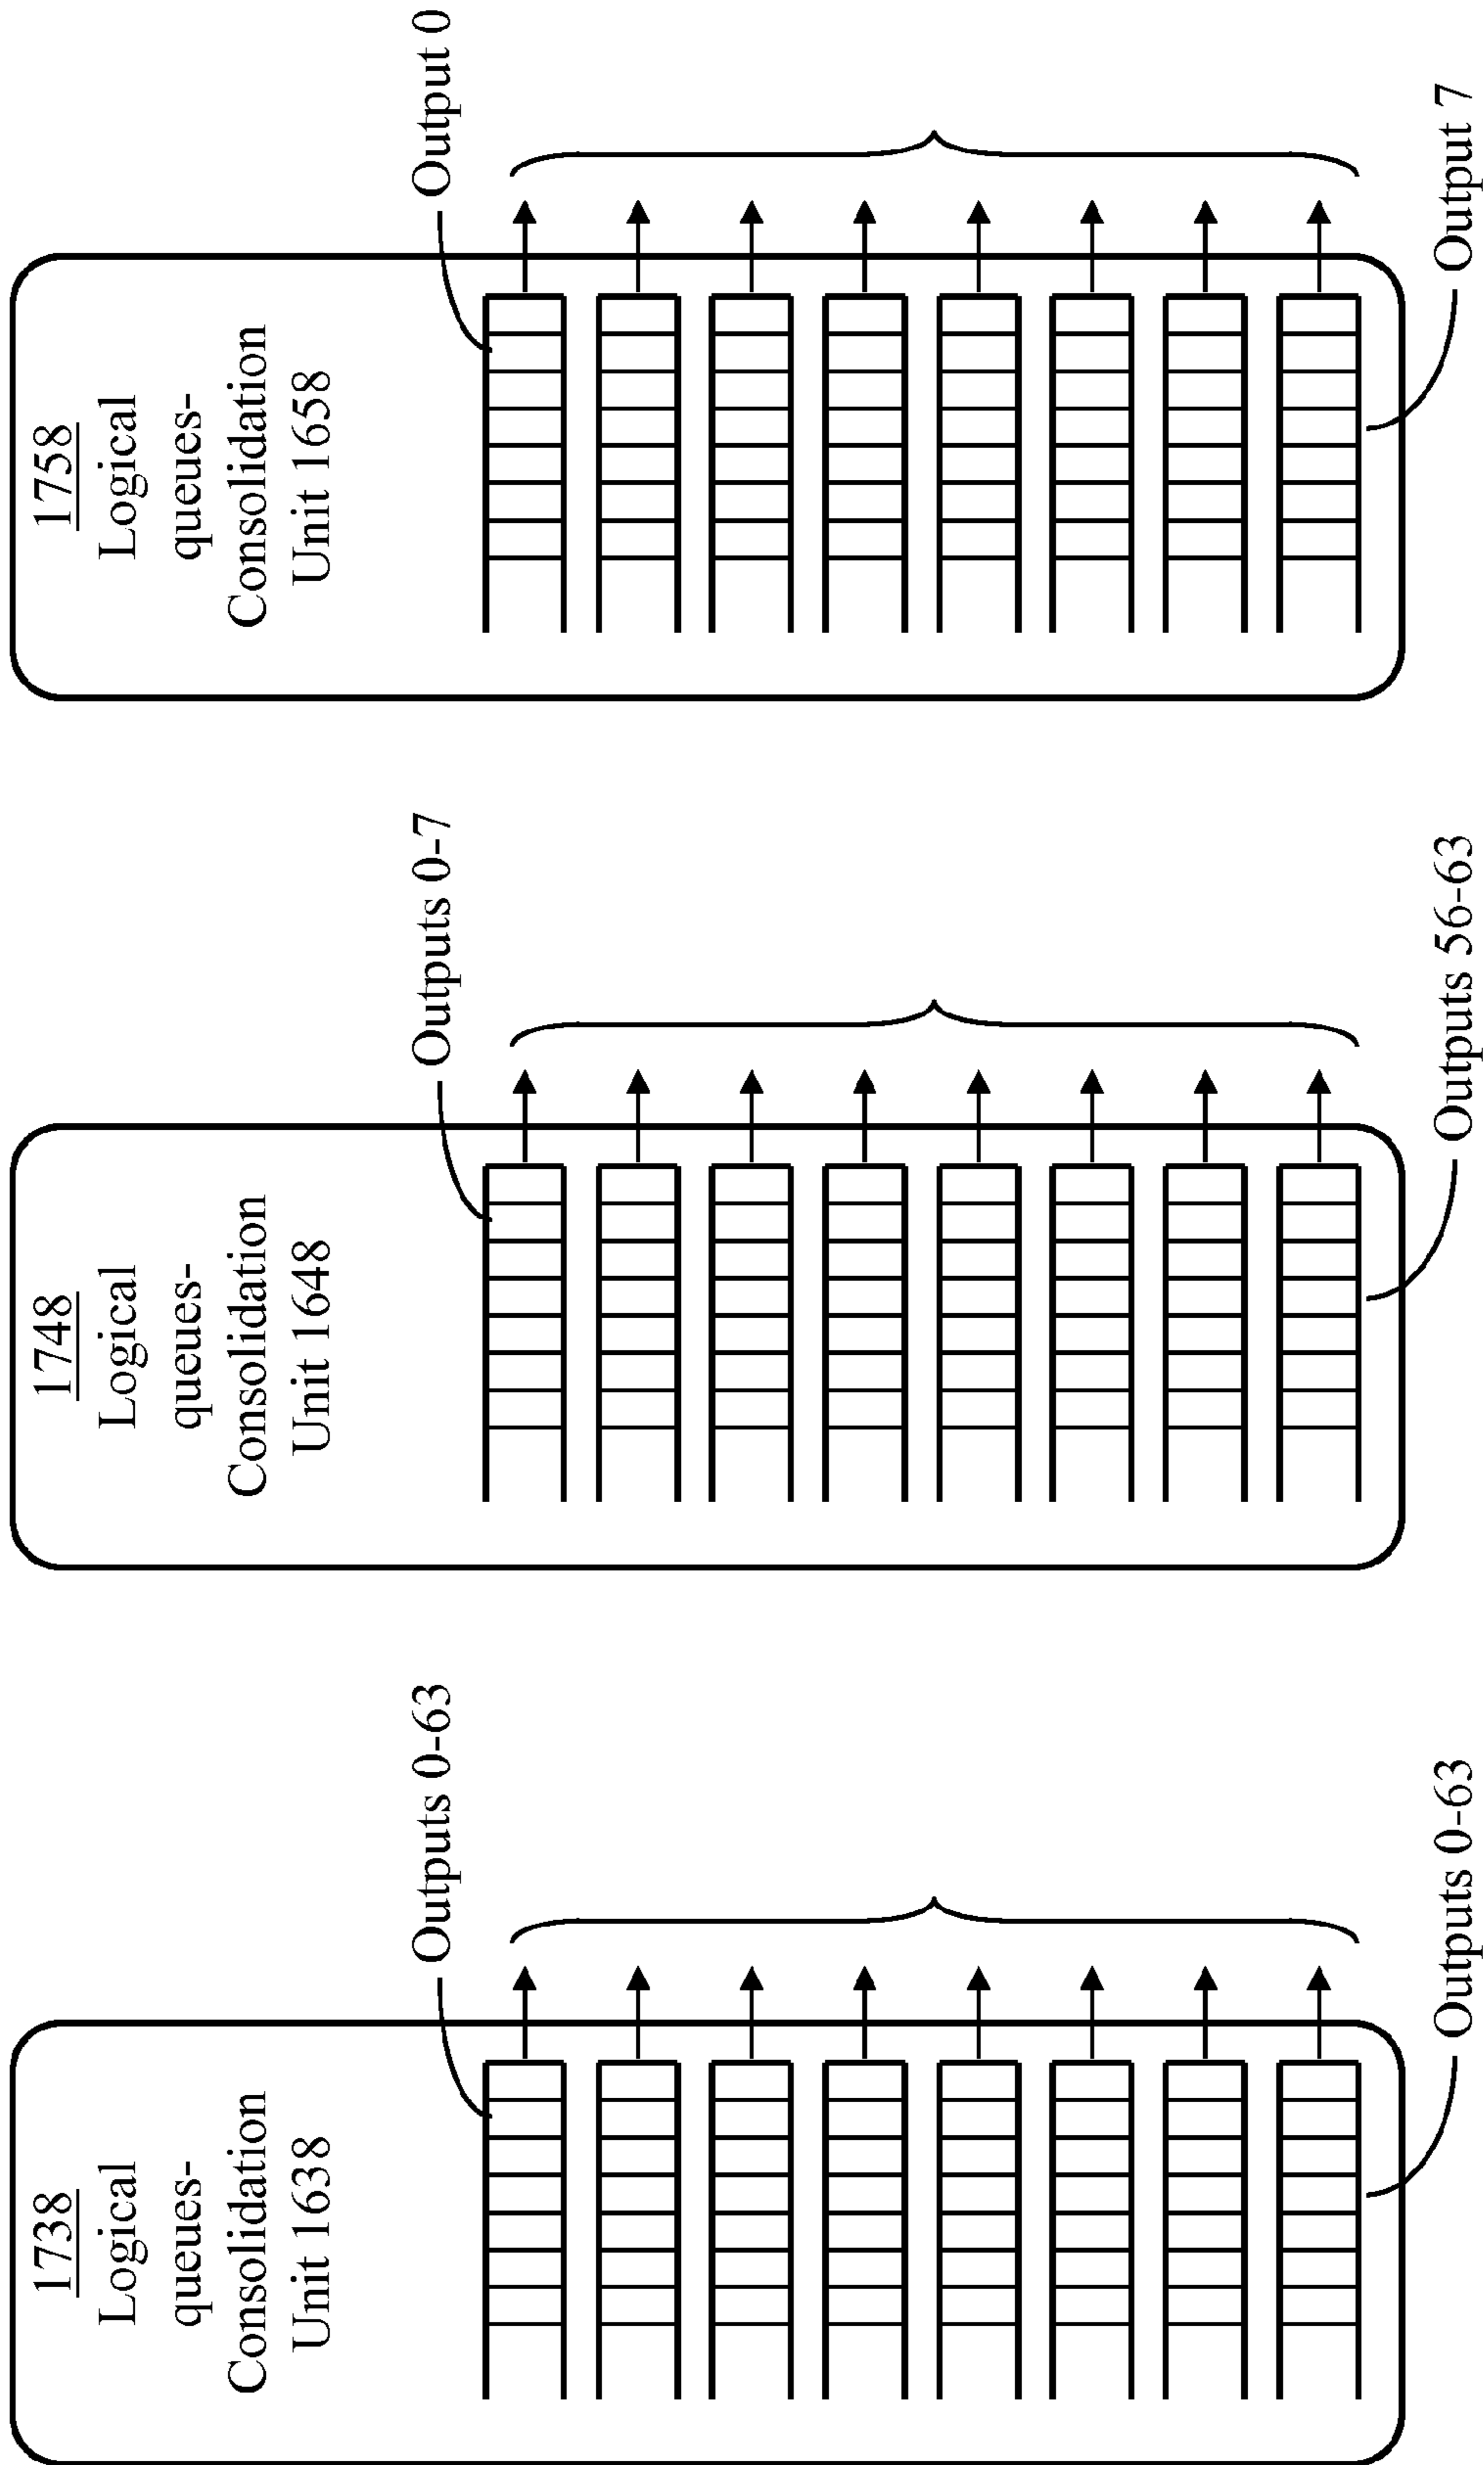 1738
Logical
queues-
Consolidation
Unit 1638
Outputs 0-63
Outputs 0-63
1748
Logical
queues-
Consolidation
Unit 1648
Outputs 0-7
Outputs 56-63
1758
Logical
queues-
Consolidation
Unit 1658
Output 0
Output 7